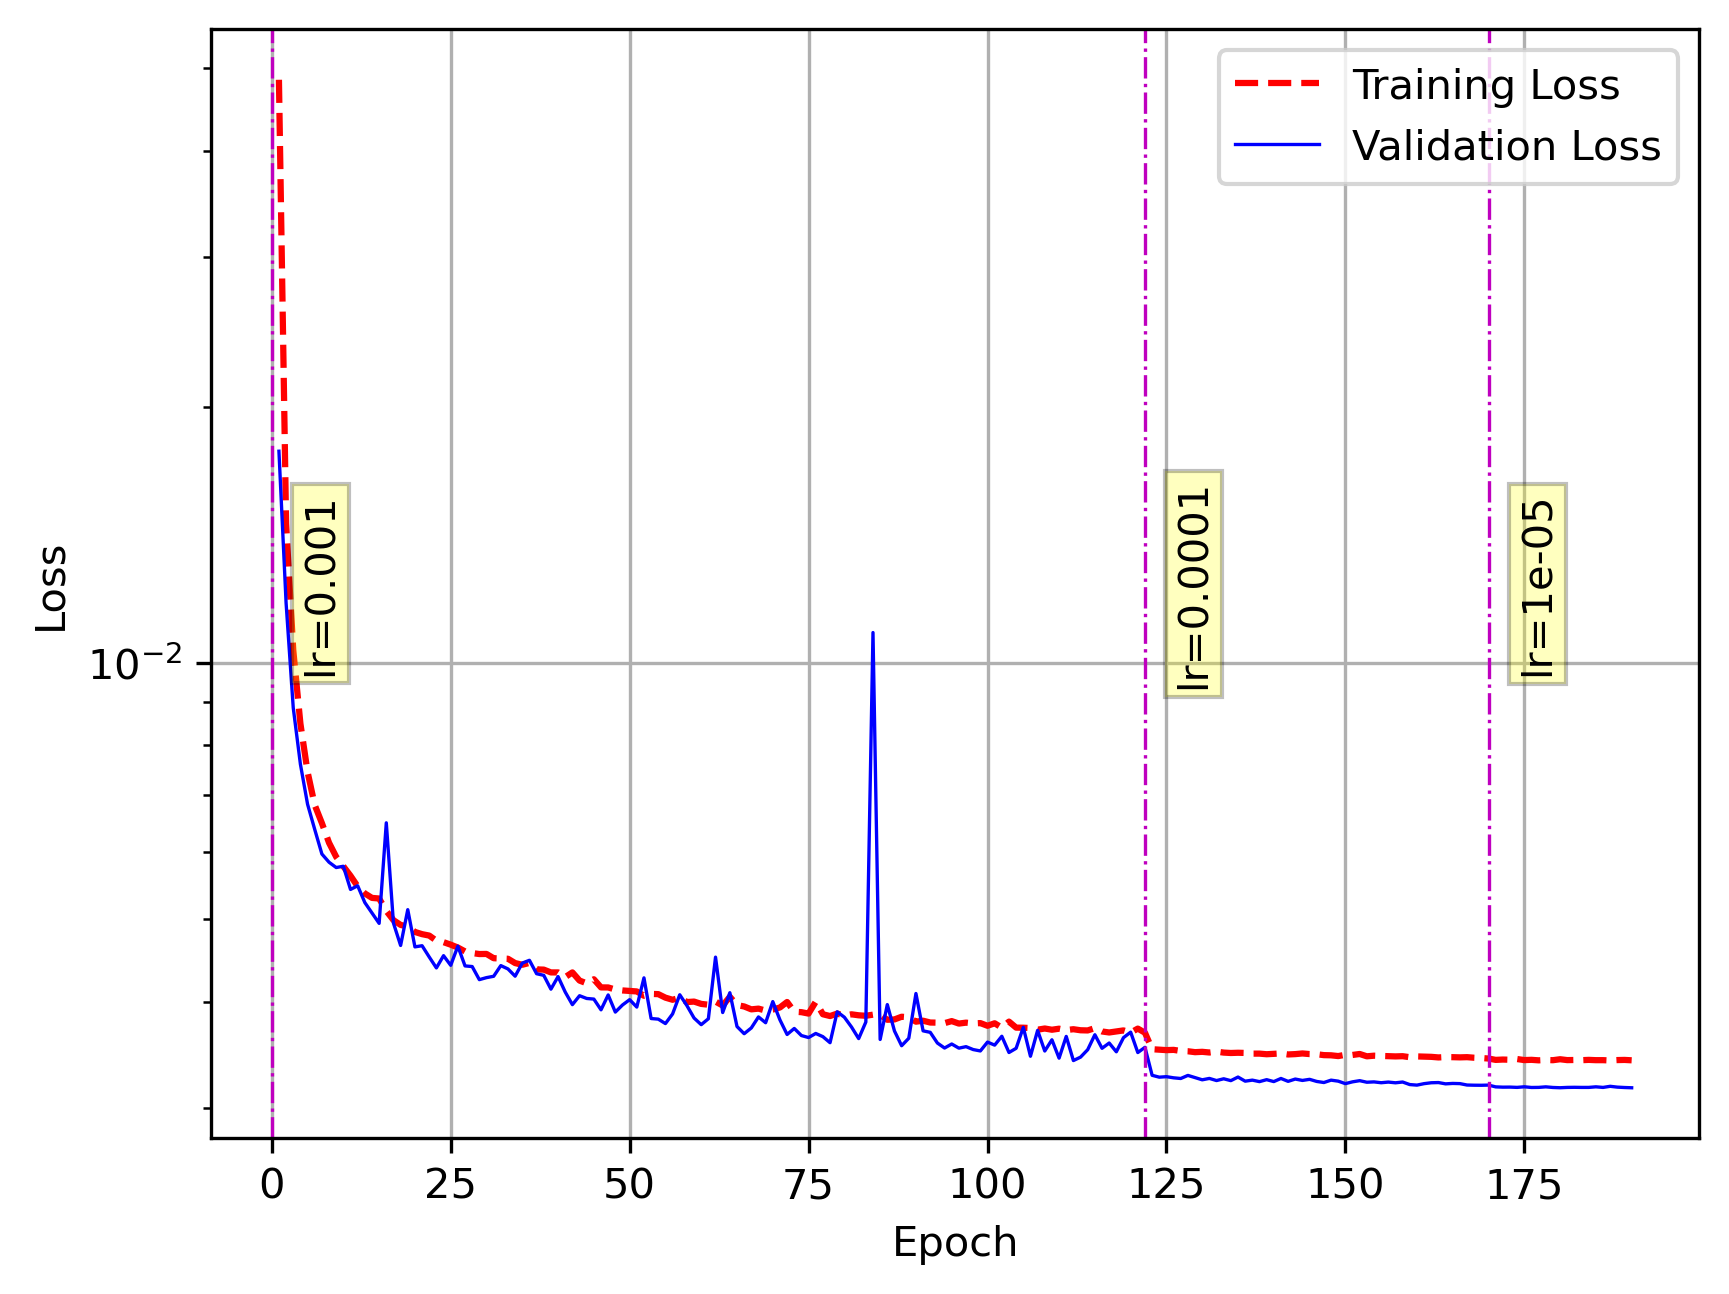 Training Loss
Validation Loss
lr=0.001
lr=0.0001
lr=1e-05
Loss
10⁻²
0 25 50 75 100 125 150 175
Epoch